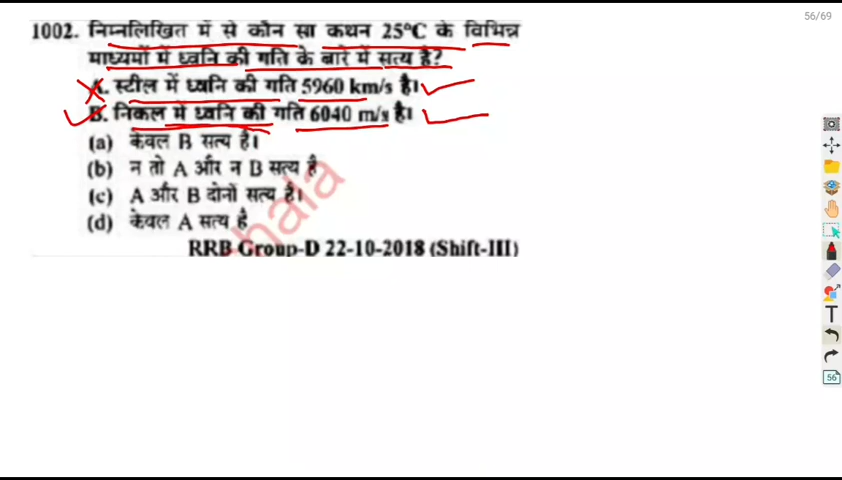 56/69
1002. निम्नलिखित में से कौन सा कथन 25°C के विभिन्न
माध्यमों में ध्वनि की गति के बारे में सत्य है?
A. स्टील में ध्वनि की गति 5960 km/s है।
B. निकल में ध्वनि की गति 6040 m/s है।
(a) केवल B सत्य है।
(b) न तो A और न B सत्य है
(c) A और B दोनों सत्य है।
(d) केवल A सत्य है
RRB Group-D 22-10-2018 (Shift-III)
T
56